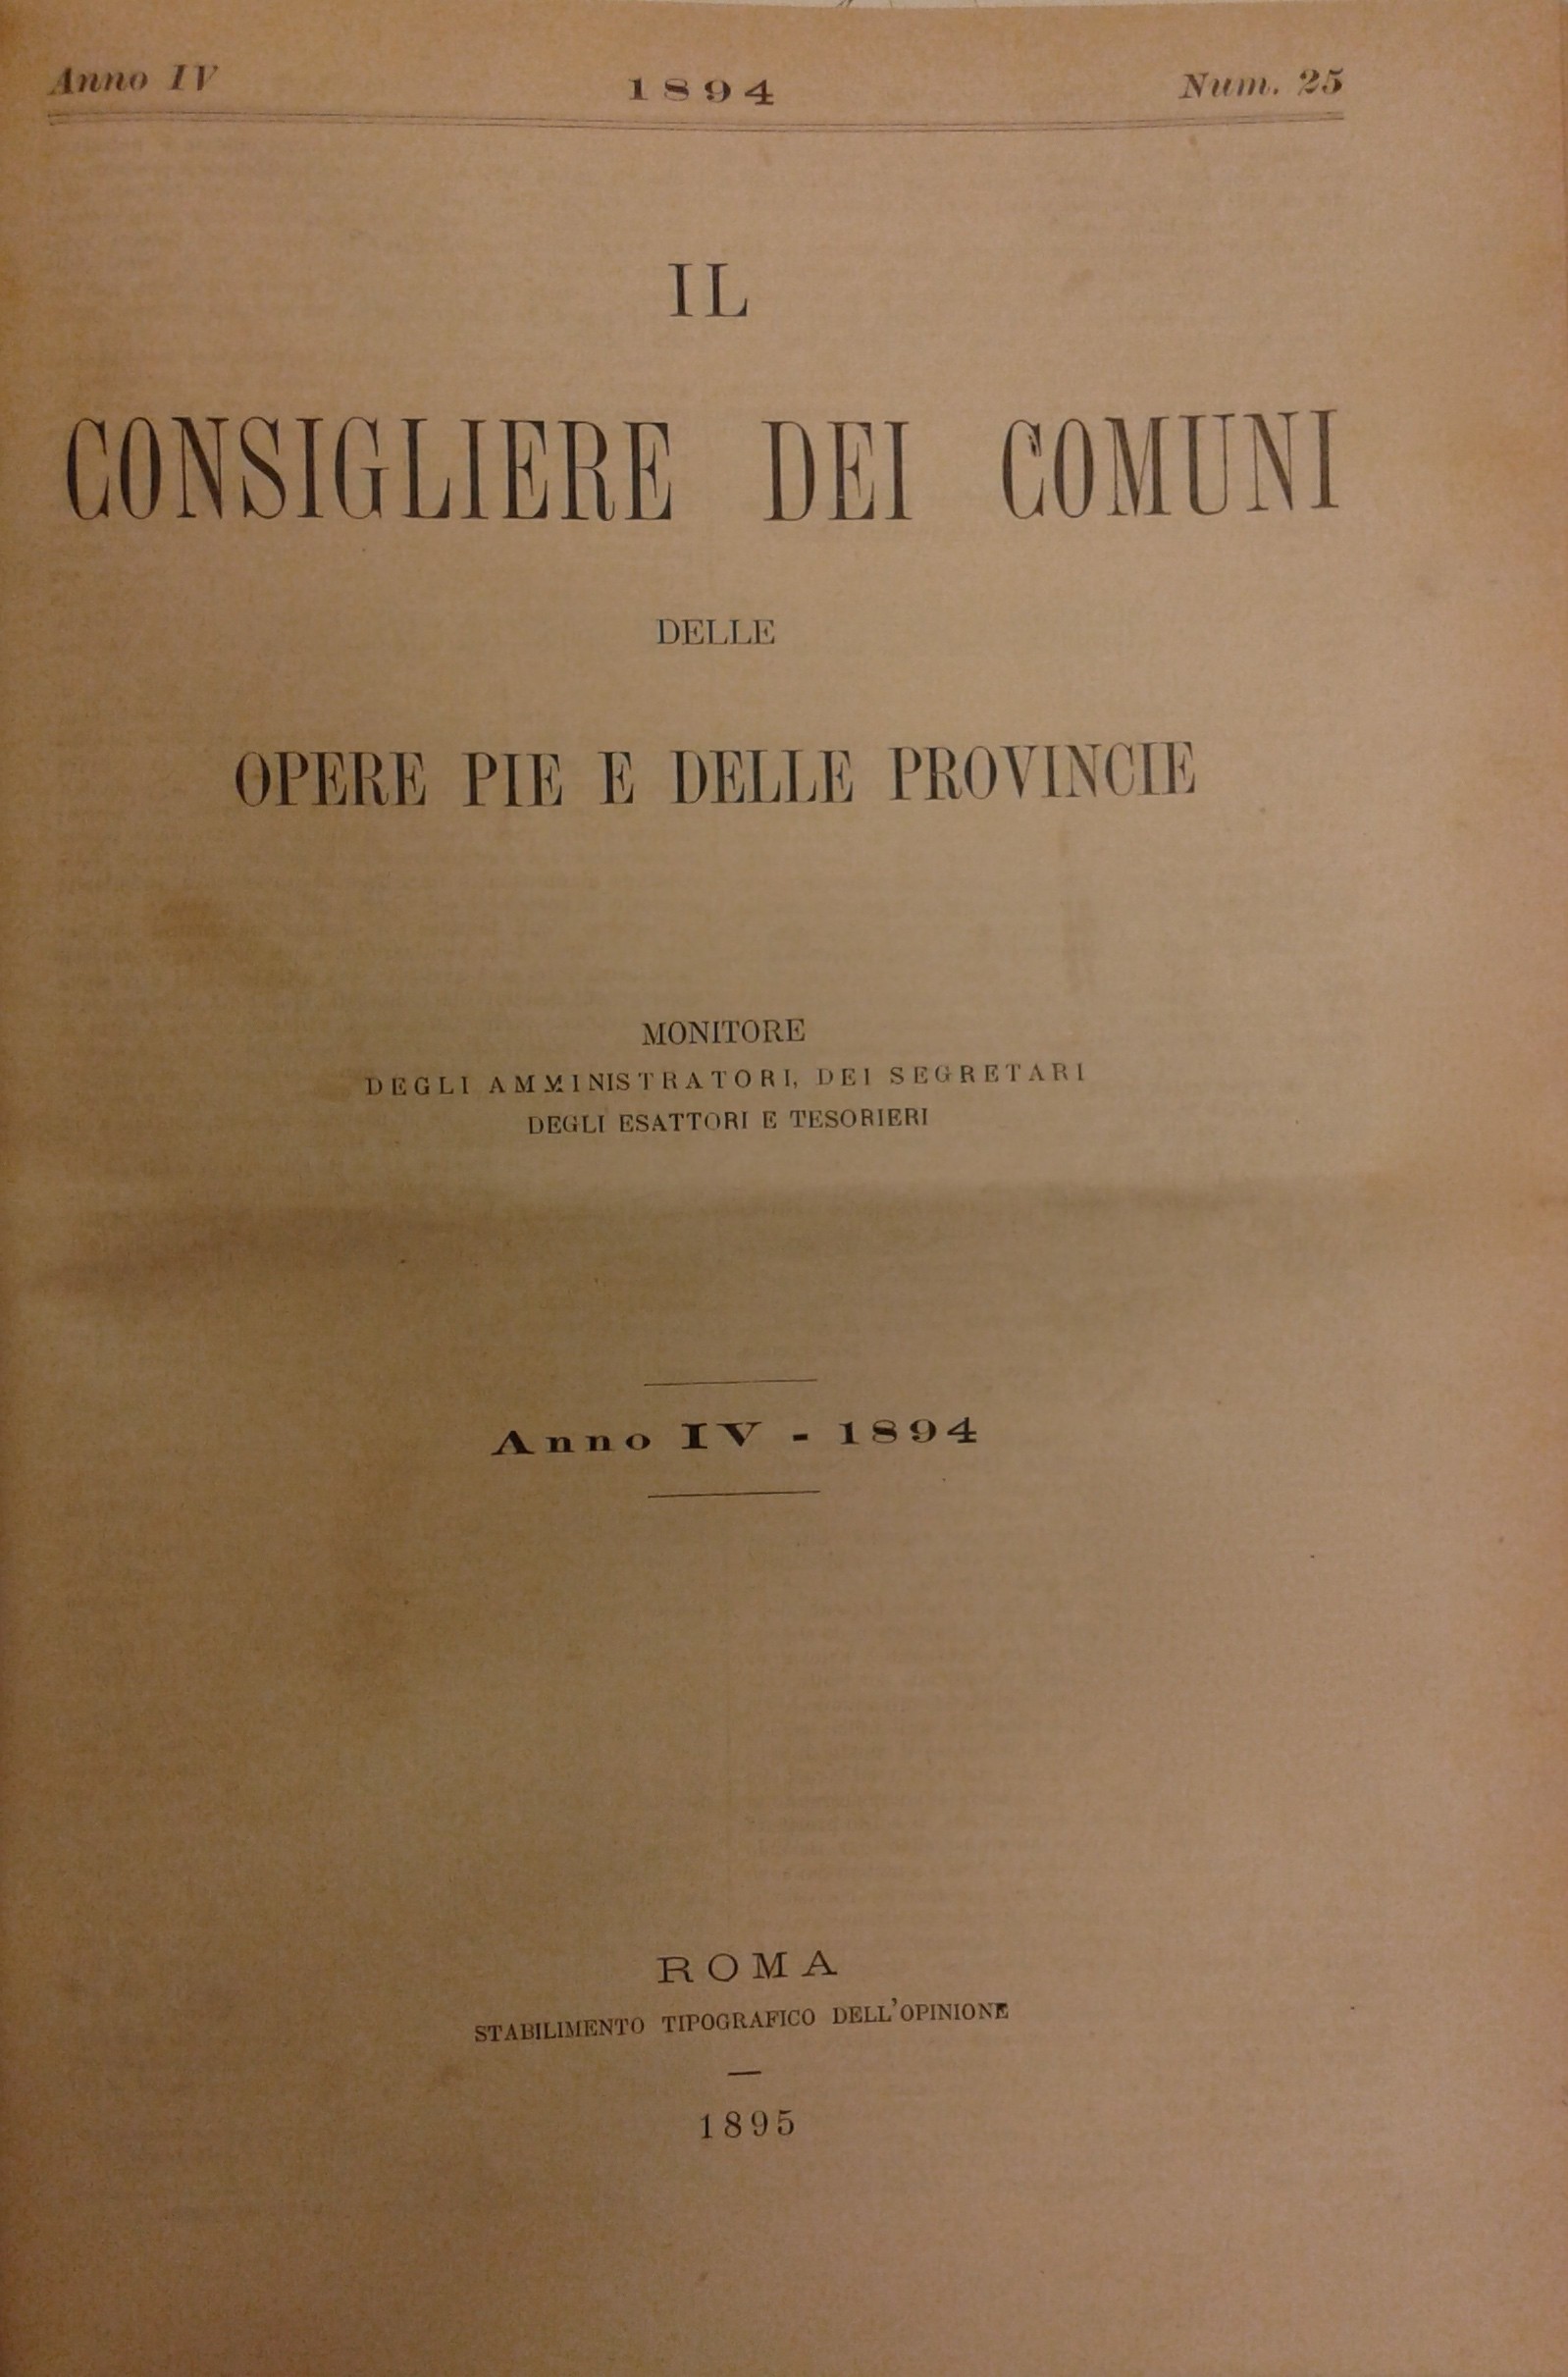 Anno IV 1894 Num. 25
IL
CONSIGLIERE DEI COMUNI
DELLE
OPERE PIE E DELLE PROVINCIE
MONITORE
DEGLI AMMINISTRATORI, DEI SEGRETARI
DEGLI ESATTORI E TESORIERI
Anno IV - 1894
ROMA
STABILIMENTO TIPOGRAFICO DELL'OPINIONE
1895